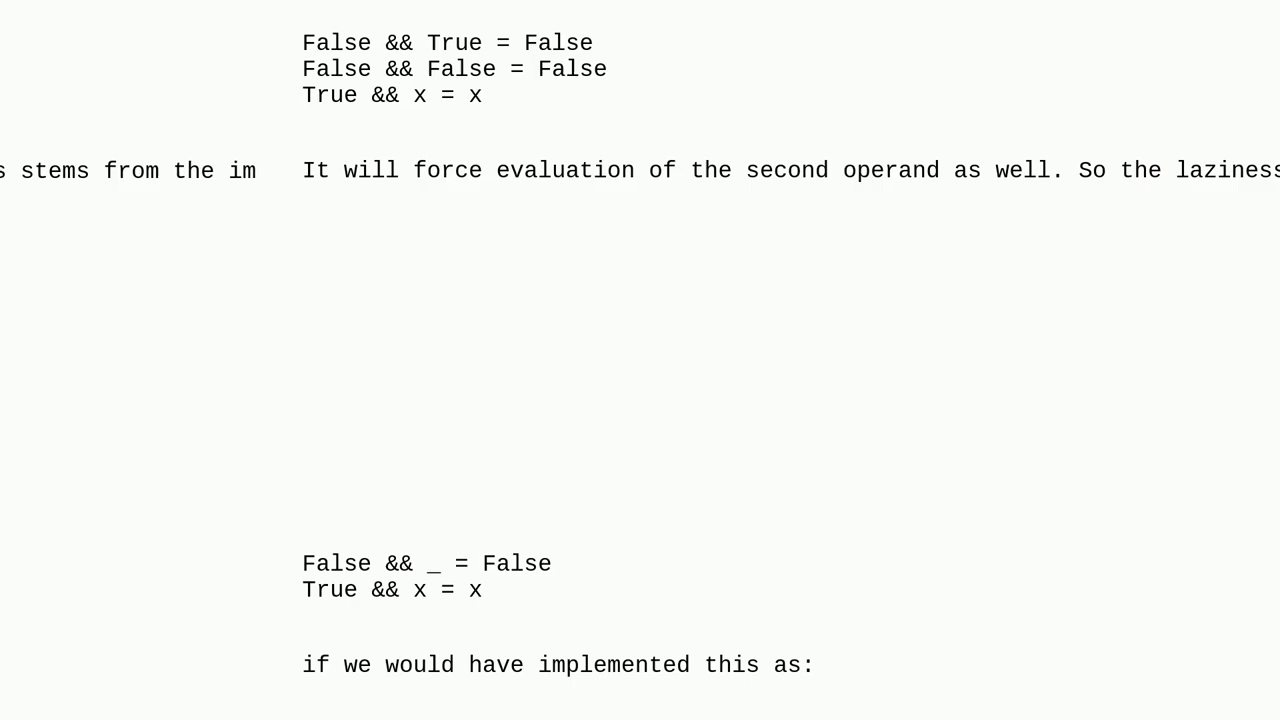 False && True = False
False && False = False
True && x = x
s stems from the im
It will force evaluation of the second operand as well. So the laziness
False && _ = False
True && x = x
if we would have implemented this as: